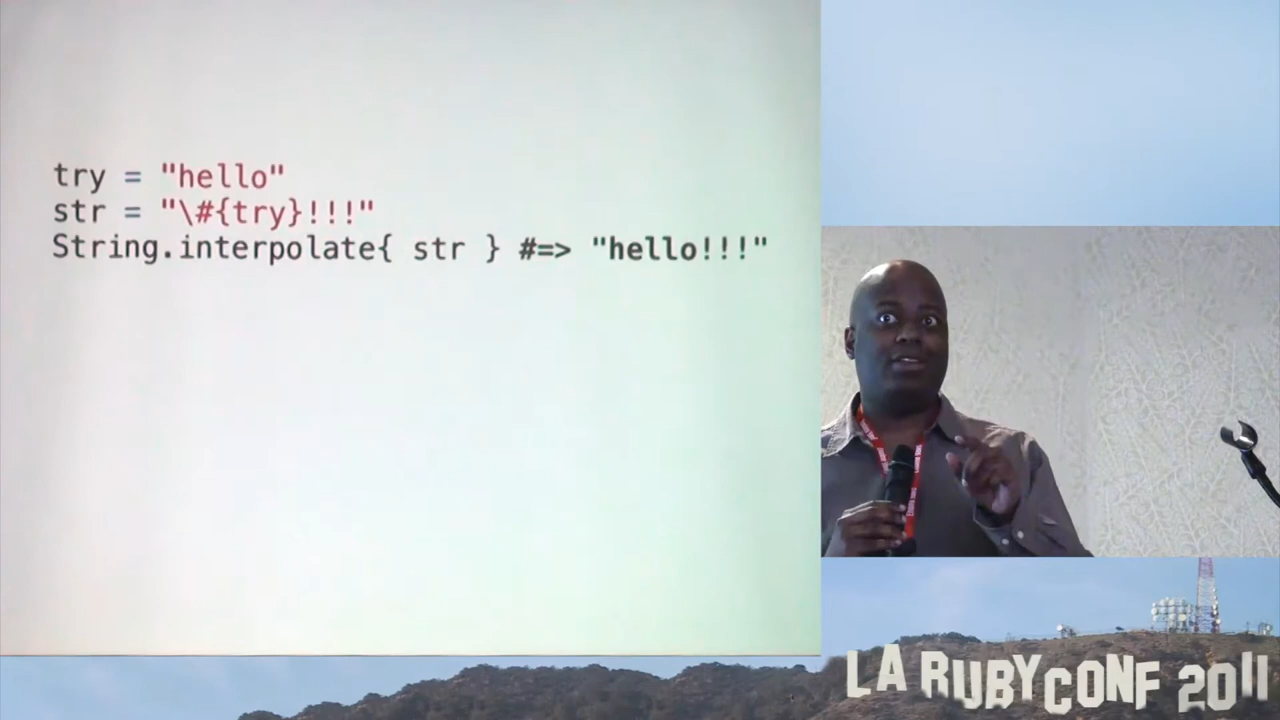 try = "hello"
str = "\#{try}!!!"
String.interpolate{ str } #=> "hello!!!"
LA RUBYCONF 2011